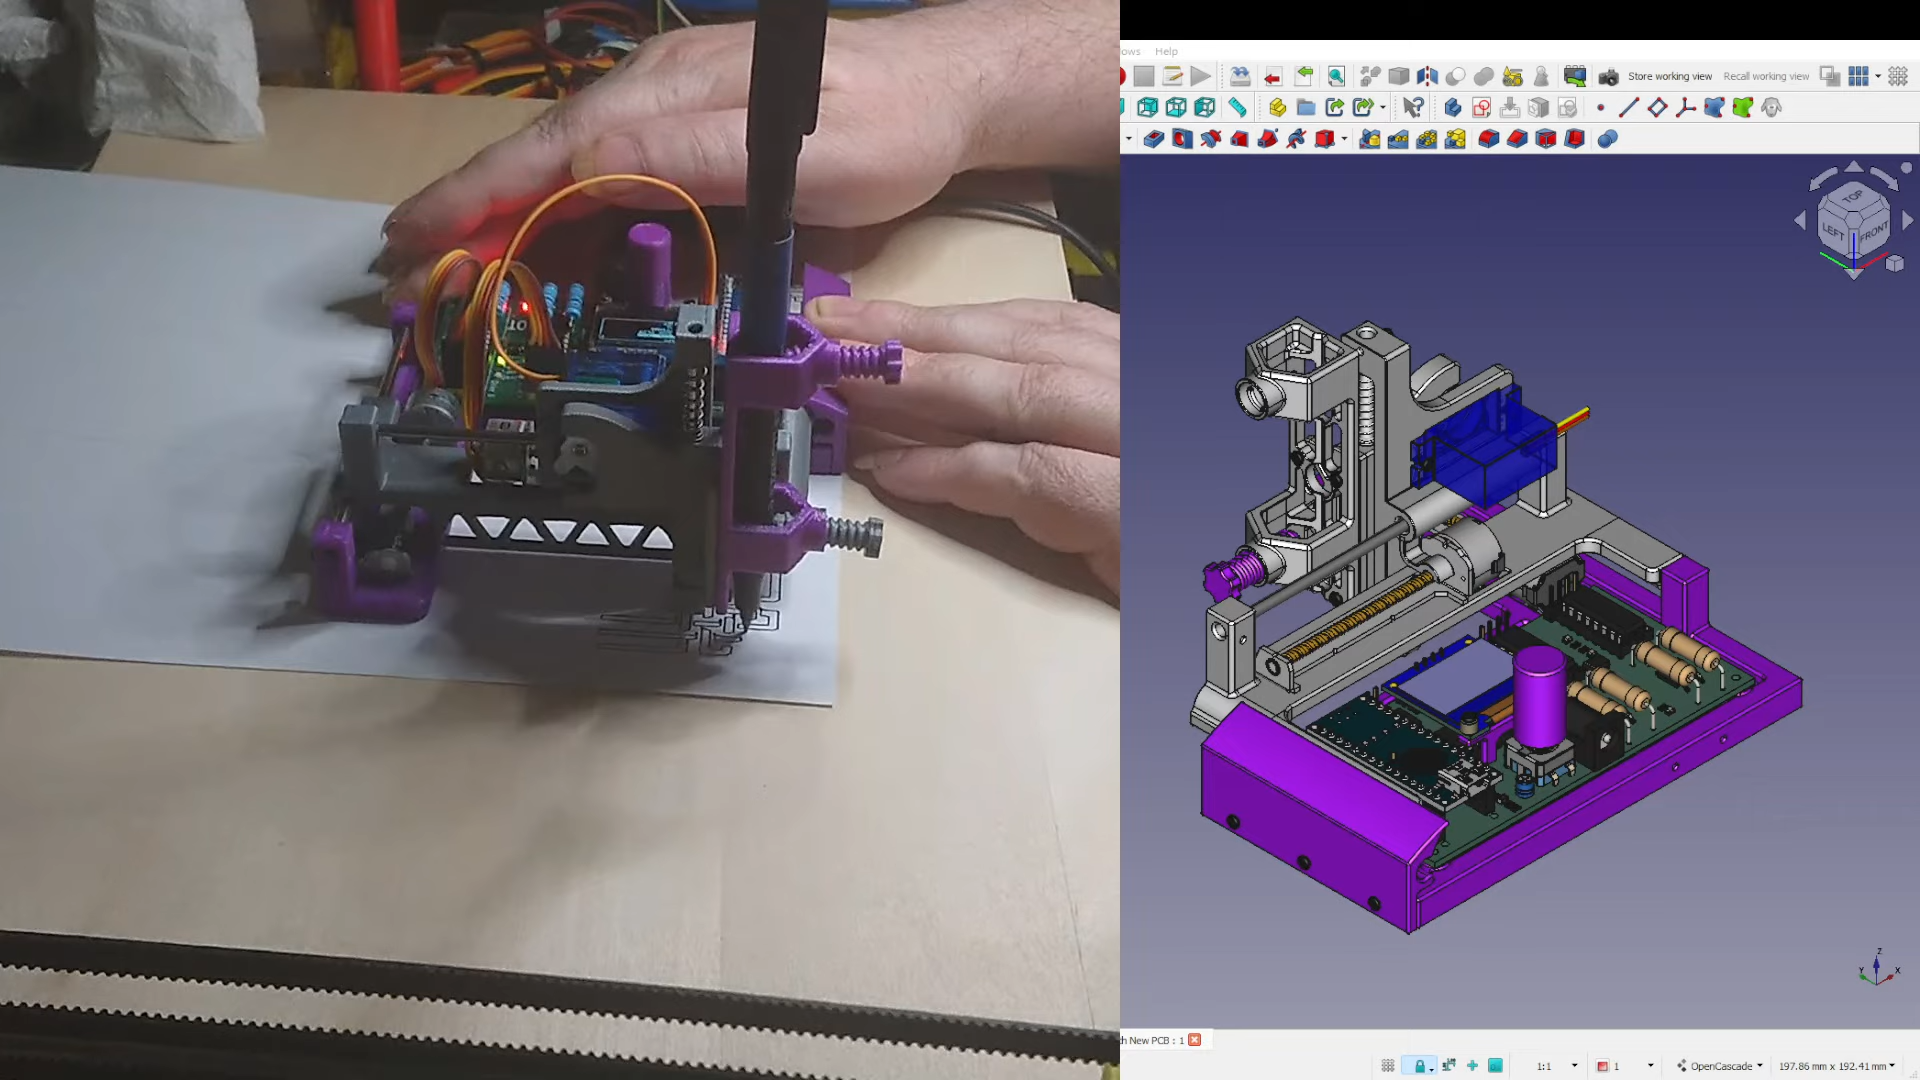 ows Help
Store working view Recall working view
TOP
LEFT FRONT
Z
Y X
h New PCB : 1
1:1 1 OpenCascade 197.86 mm x 192.41 mm